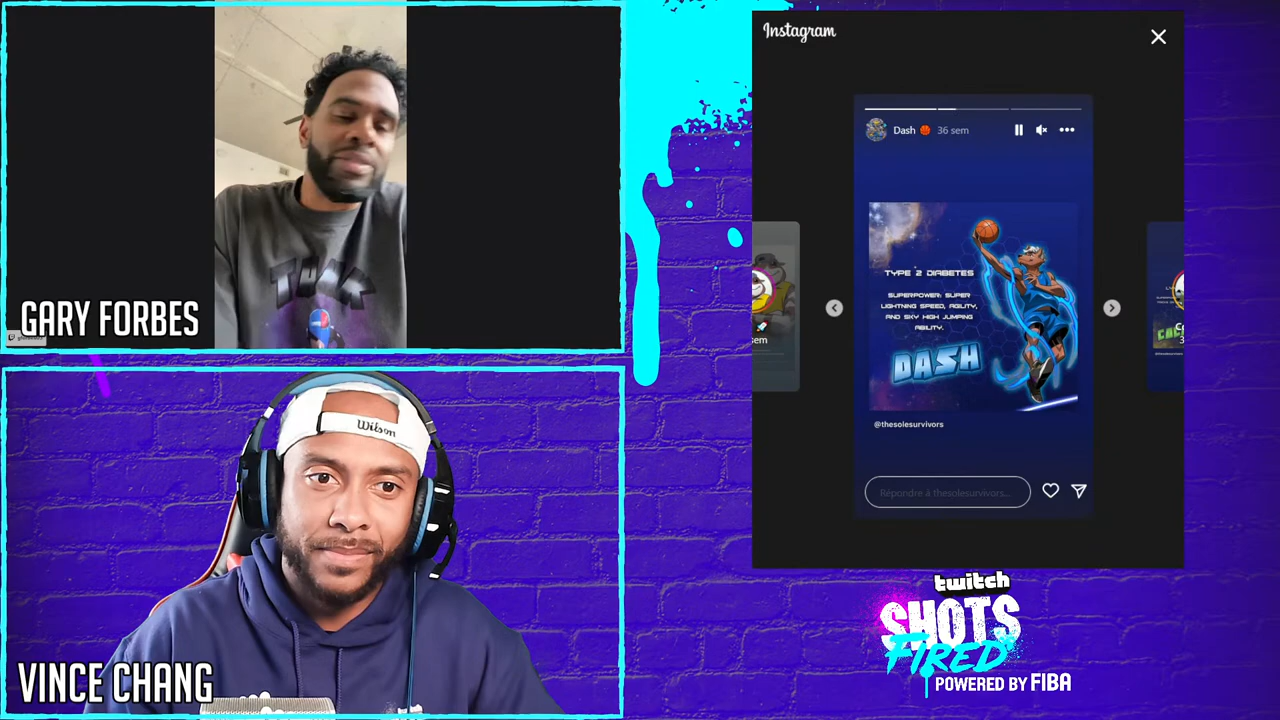 GARY FORBES
Wilson
VINCE CHANG
Instagram
Dash
36 sem
TYPE 2 DIABETES
SUPERPOWER: SUPER
LIGHTNING SPEED, AGILITY,
AND SKY HIGH JUMPING
ABILITY.
DASH
@thesolesurvivors
Répondre à thesolesurvivors...
sem
twitch
SHOTS
FIRED
POWERED BY FIBA